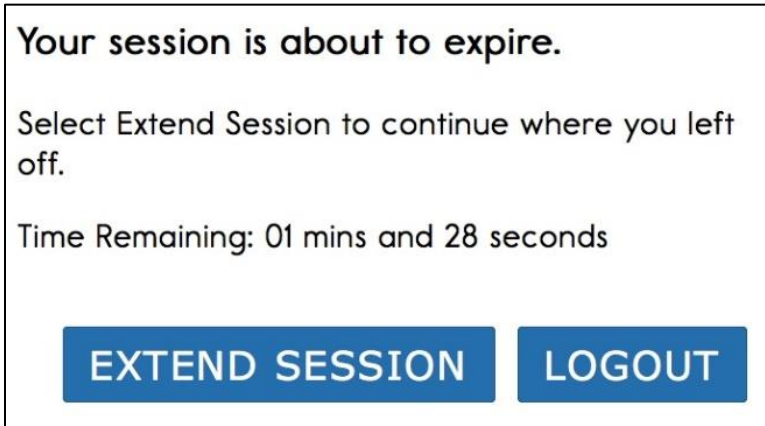 Your session is about to expire.
Select Extend Session to continue where you left
off.
Time Remaining: 01 mins and 28 seconds
EXTEND SESSION LOGOUT